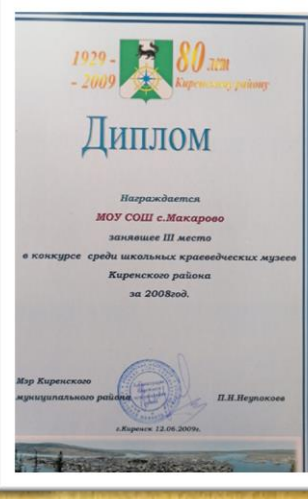 1929 -
- 2009
80 лет
Киренскому району
Диплом
Награждается
МОУ СОШ с.Макарово
занявшее III место
в конкурсе среди школьных краеведческих музеев
Киренского района
за 2008год.
Мэр Киренского
муниципального района
П.Н.Неупокоев
г.Киренск 12.06.2009г.